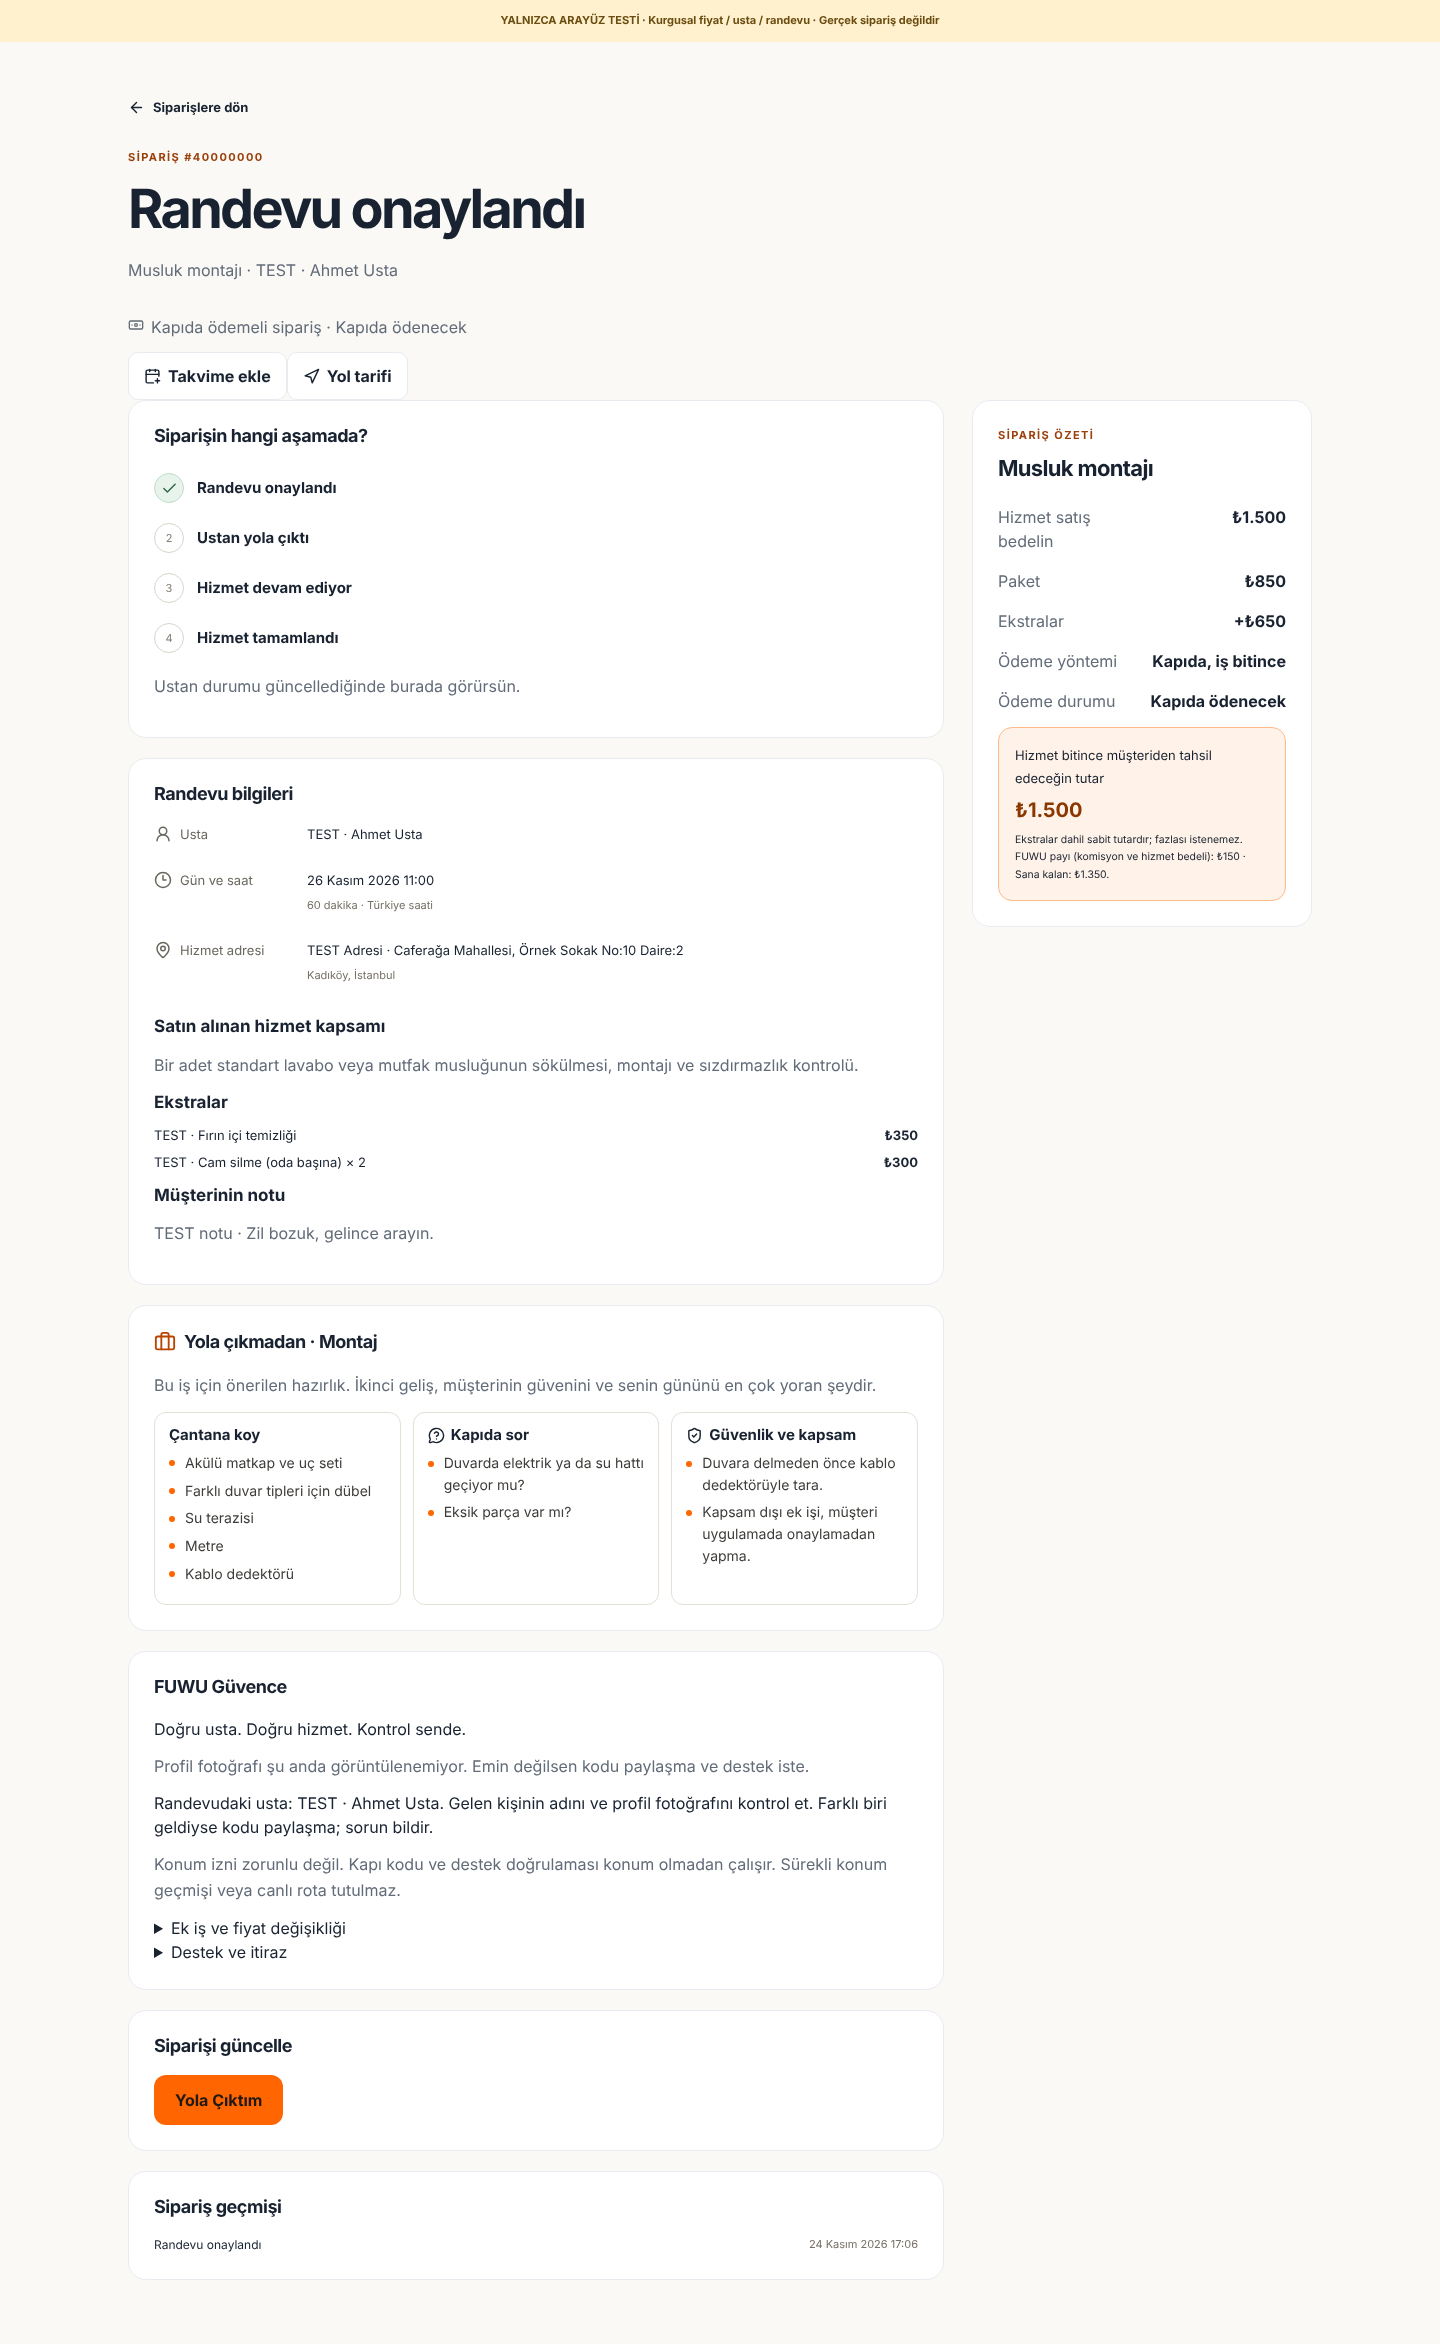 YALNIZCA ARAYÜZ TESTİ · Kurgusal fiyat / usta / randevu · Gerçek sipariş değildir
Siparişlere dön
SİPARİŞ #40000000
Randevu onaylandı
Musluk montajı · TEST · Ahmet Usta
Kapıda ödemeli sipariş · Kapıda ödenecek
Takvime ekle
Yol tarifi
Siparişin hangi aşamada?
Randevu onaylandı
2 Ustan yola çıktı
3 Hizmet devam ediyor
4 Hizmet tamamlandı
Ustan durumu güncellediğinde burada görürsün.
SİPARİŞ ÖZETİ
Musluk montajı
Hizmet satış ₺1.500
bedelin
Paket ₺850
Ekstralar +₺650
Ödeme yöntemi Kapıda, iş bitince
Ödeme durumu Kapıda ödenecek
Hizmet bitince müşteriden tahsil
edeceğin tutar
₺1.500
Ekstralar dahil sabit tutardır; fazlası istenemez.
FUWU payı (komisyon ve hizmet bedeli): ₺150 ·
Sana kalan: ₺1.350.
Randevu bilgileri
Usta TEST · Ahmet Usta
Gün ve saat 26 Kasım 2026 11:00
60 dakika · Türkiye saati
Hizmet adresi TEST Adresi · Caferağa Mahallesi, Örnek Sokak No:10 Daire:2
Kadıköy, İstanbul
Satın alınan hizmet kapsamı
Bir adet standart lavabo veya mutfak musluğunun sökülmesi, montajı ve sızdırmazlık kontrolü.
Ekstralar
TEST · Fırın içi temizliği ₺350
TEST · Cam silme (oda başına) × 2 ₺300
Müşterinin notu
TEST notu · Zil bozuk, gelince arayın.
Yola çıkmadan · Montaj
Bu iş için önerilen hazırlık. İkinci geliş, müşterinin güvenini ve senin gününü en çok yoran şeydir.
Çantana koy
Akülü matkap ve uç seti
Farklı duvar tipleri için dübel
Su terazisi
Metre
Kablo dedektörü
Kapıda sor
Duvarda elektrik ya da su hattı
geçiyor mu?
Eksik parça var mı?
Güvenlik ve kapsam
Duvara delmeden önce kablo
dedektörüyle tara.
Kapsam dışı ek işi, müşteri
uygulamada onaylamadan
yapma.
FUWU Güvence
Doğru usta. Doğru hizmet. Kontrol sende.
Profil fotoğrafı şu anda görüntülenemiyor. Emin değilsen kodu paylaşma ve destek iste.
Randevudaki usta: TEST · Ahmet Usta. Gelen kişinin adını ve profil fotoğrafını kontrol et. Farklı biri
geldiyse kodu paylaşma; sorun bildir.
Konum izni zorunlu değil. Kapı kodu ve destek doğrulaması konum olmadan çalışır. Sürekli konum
geçmişi veya canlı rota tutulmaz.
Ek iş ve fiyat değişikliği
Destek ve itiraz
Siparişi güncelle
Yola Çıktım
Sipariş geçmişi
Randevu onaylandı 24 Kasım 2026 17:06